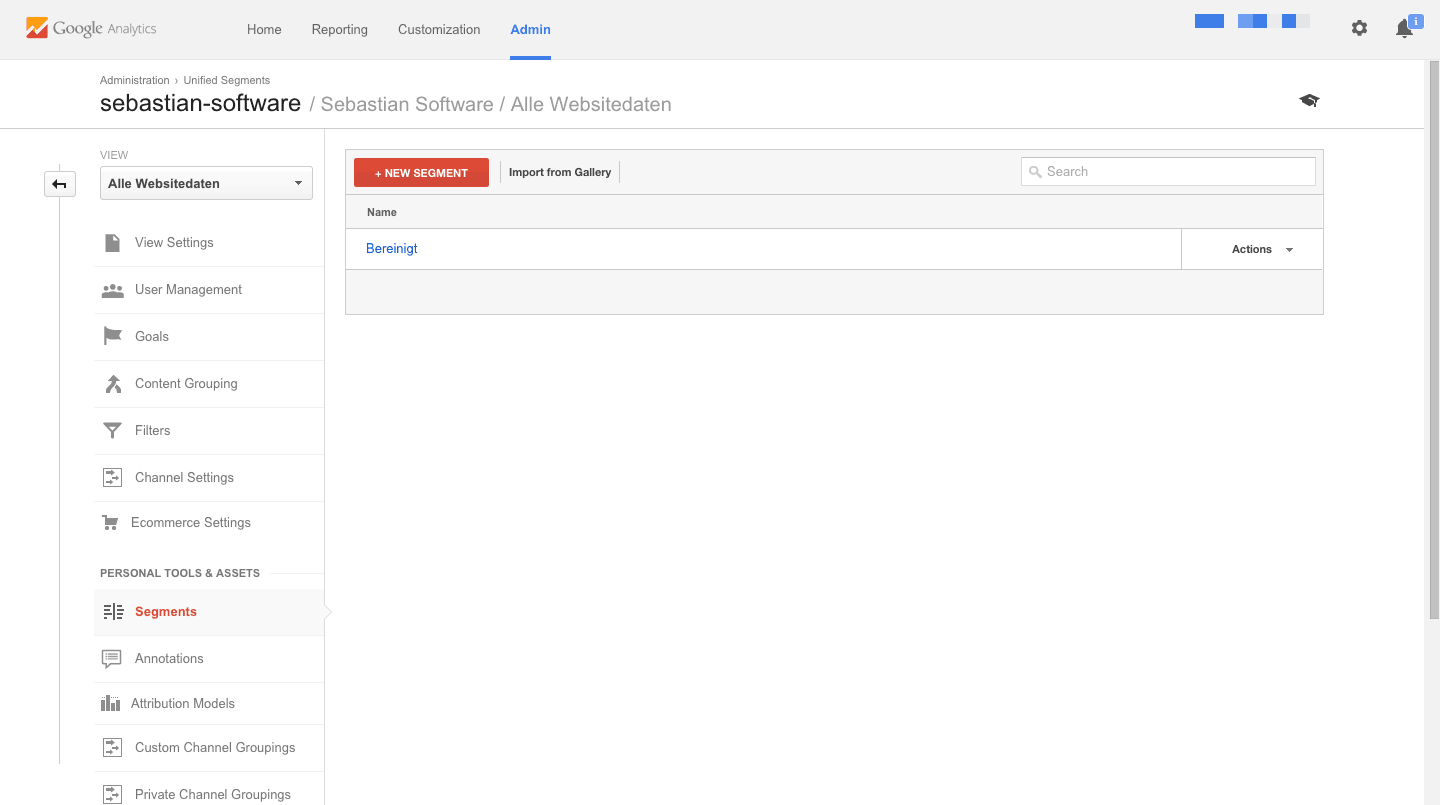 Google Analytics
Home Reporting Customization Admin
i
Administration › Unified Segments
sebastian-software / Sebastian Software / Alle Websitedaten
VIEW
Alle Websitedaten
View Settings
User Management
Goals
Content Grouping
Filters
Channel Settings
Ecommerce Settings
PERSONAL TOOLS & ASSETS
Segments
Annotations
Attribution Models
Custom Channel Groupings
Private Channel Groupings
+ NEW SEGMENT Import from Gallery Search
Name
Bereinigt Actions